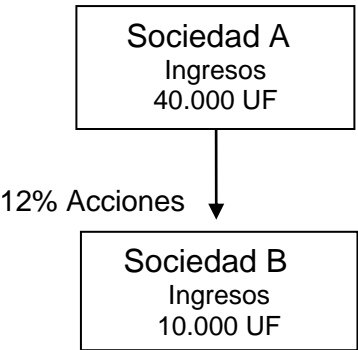 Sociedad A
Ingresos
40.000 UF
12% Acciones
Sociedad B
Ingresos
10.000 UF